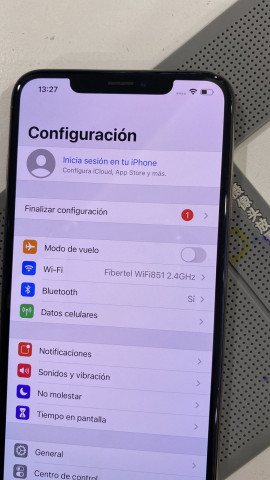 13:27
Configuración
Inicia sesión en tu iPhone
Configura iCloud, App Store y más.
Finalizar configuración 1
Modo de vuelo
Wi-Fi Fibertel WiFi851 2.4GHz
Bluetooth Sí
Datos celulares
Notificaciones
Sonidos y vibración
No molestar
Tiempo en pantalla
General
Centro de control